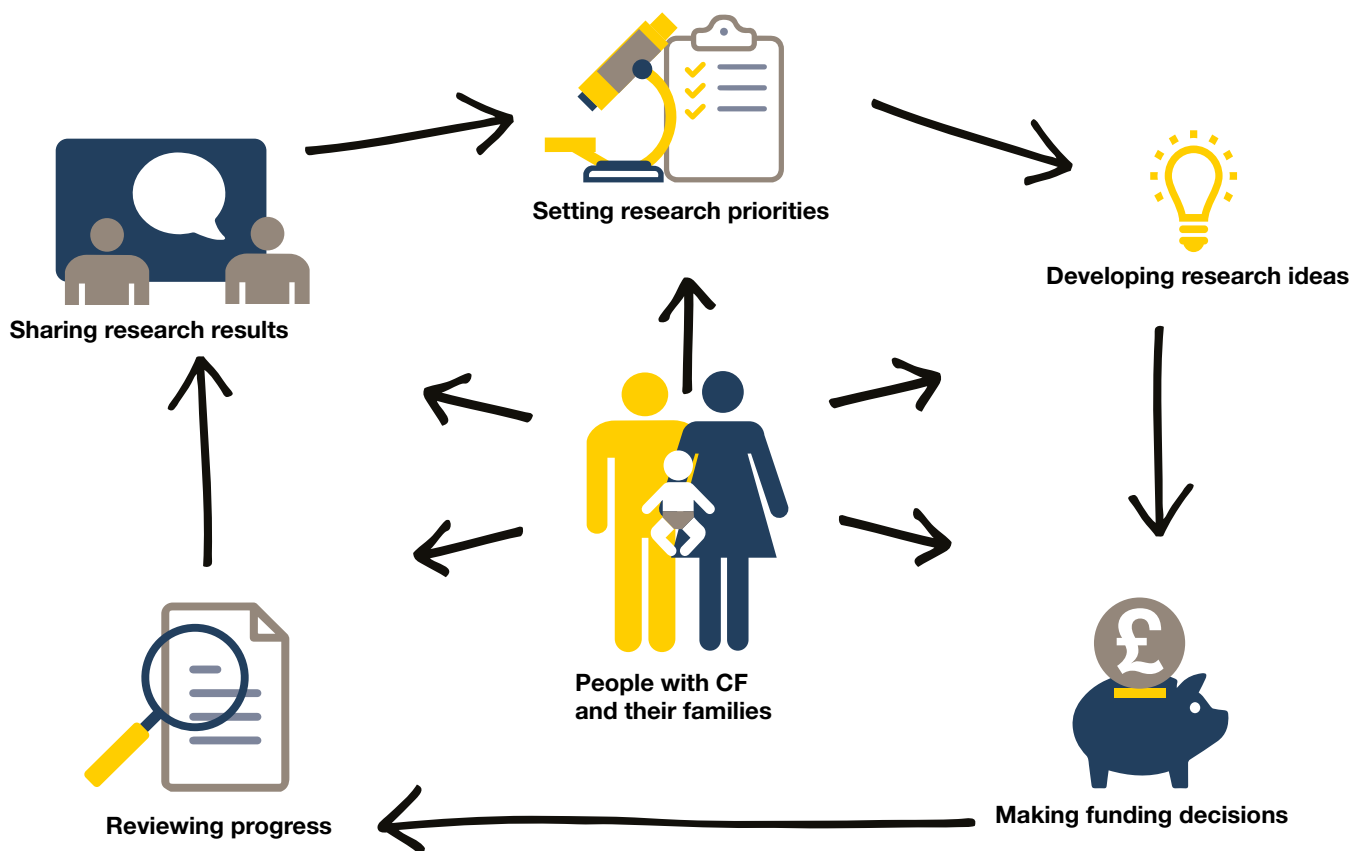 Setting research priorities
Developing research ideas
Sharing research results
People with CF
and their families
£
Making funding decisions
Reviewing progress